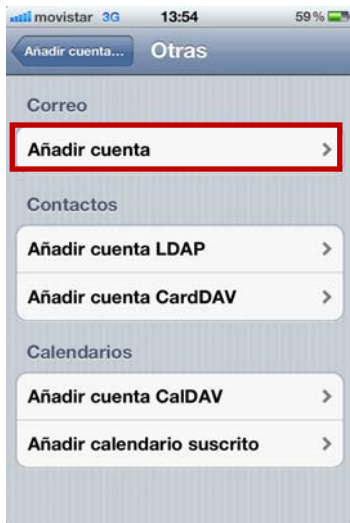 movistar 3G 13:54 59 %
Añadir cuenta... Otras
Correo
Añadir cuenta
Contactos
Añadir cuenta LDAP
Añadir cuenta CardDAV
Calendarios
Añadir cuenta CalDAV
Añadir calendario suscrito